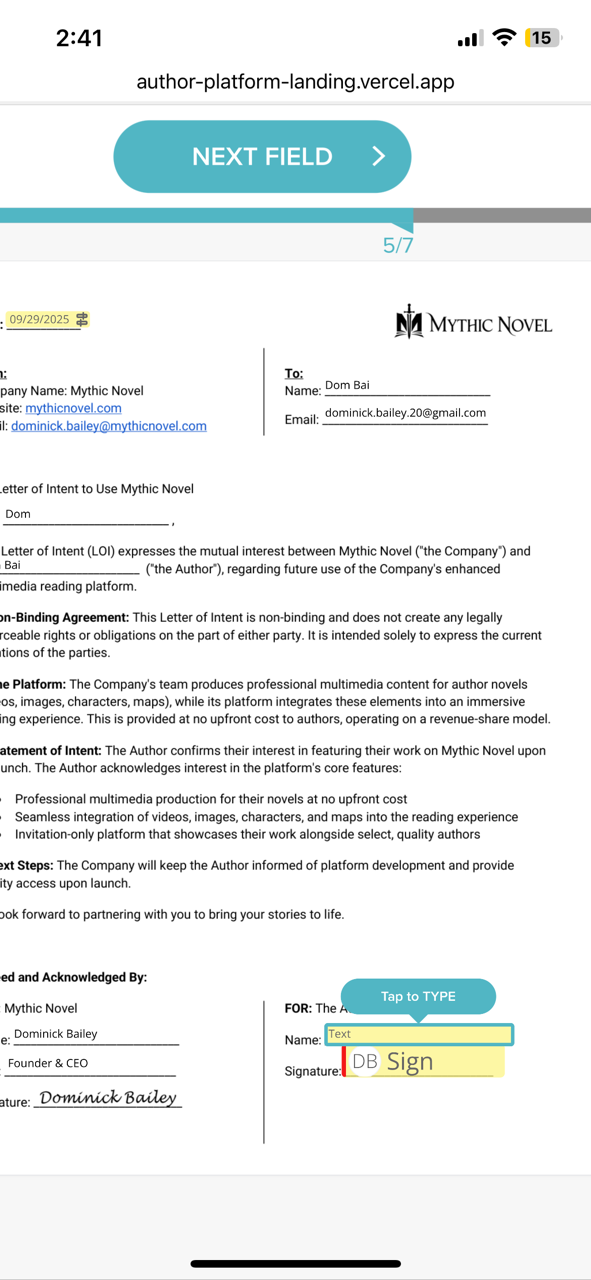 2:41
15
author-platform-landing.vercel.app
NEXT FIELD
5/7
: 09/29/2025
MYTHIC NOVEL
n:
To:
pany Name: Mythic Novel
Name: Dom Bai
site: mythicnovel.com
il: dominick.bailey@mythicnovel.com
Email: dominick.bailey.20@gmail.com
Letter of Intent to Use Mythic Novel
Dom ,
Letter of Intent (LOI) expresses the mutual interest between Mythic Novel ("the Company") and
Bai ("the Author"), regarding future use of the Company's enhanced
imedia reading platform.
on-Binding Agreement: This Letter of Intent is non-binding and does not create any legally
rceable rights or obligations on the part of either party. It is intended solely to express the current
tions of the parties.
he Platform: The Company's team produces professional multimedia content for author novels
os, images, characters, maps), while its platform integrates these elements into an immersive
ing experience. This is provided at no upfront cost to authors, operating on a revenue-share model.
atement of Intent: The Author confirms their interest in featuring their work on Mythic Novel upon
unch. The Author acknowledges interest in the platform's core features:
Professional multimedia production for their novels at no upfront cost
Seamless integration of videos, images, characters, and maps into the reading experience
Invitation-only platform that showcases their work alongside select, quality authors
ext Steps: The Company will keep the Author informed of platform development and provide
ity access upon launch.
ook forward to partnering with you to bring your stories to life.
ed and Acknowledged By:
Tap to TYPE
: Mythic Novel
FOR: The A
e: Dominick Bailey
Name: Text
: Founder & CEO
Signature: DB Sign
ature: Dominick Bailey